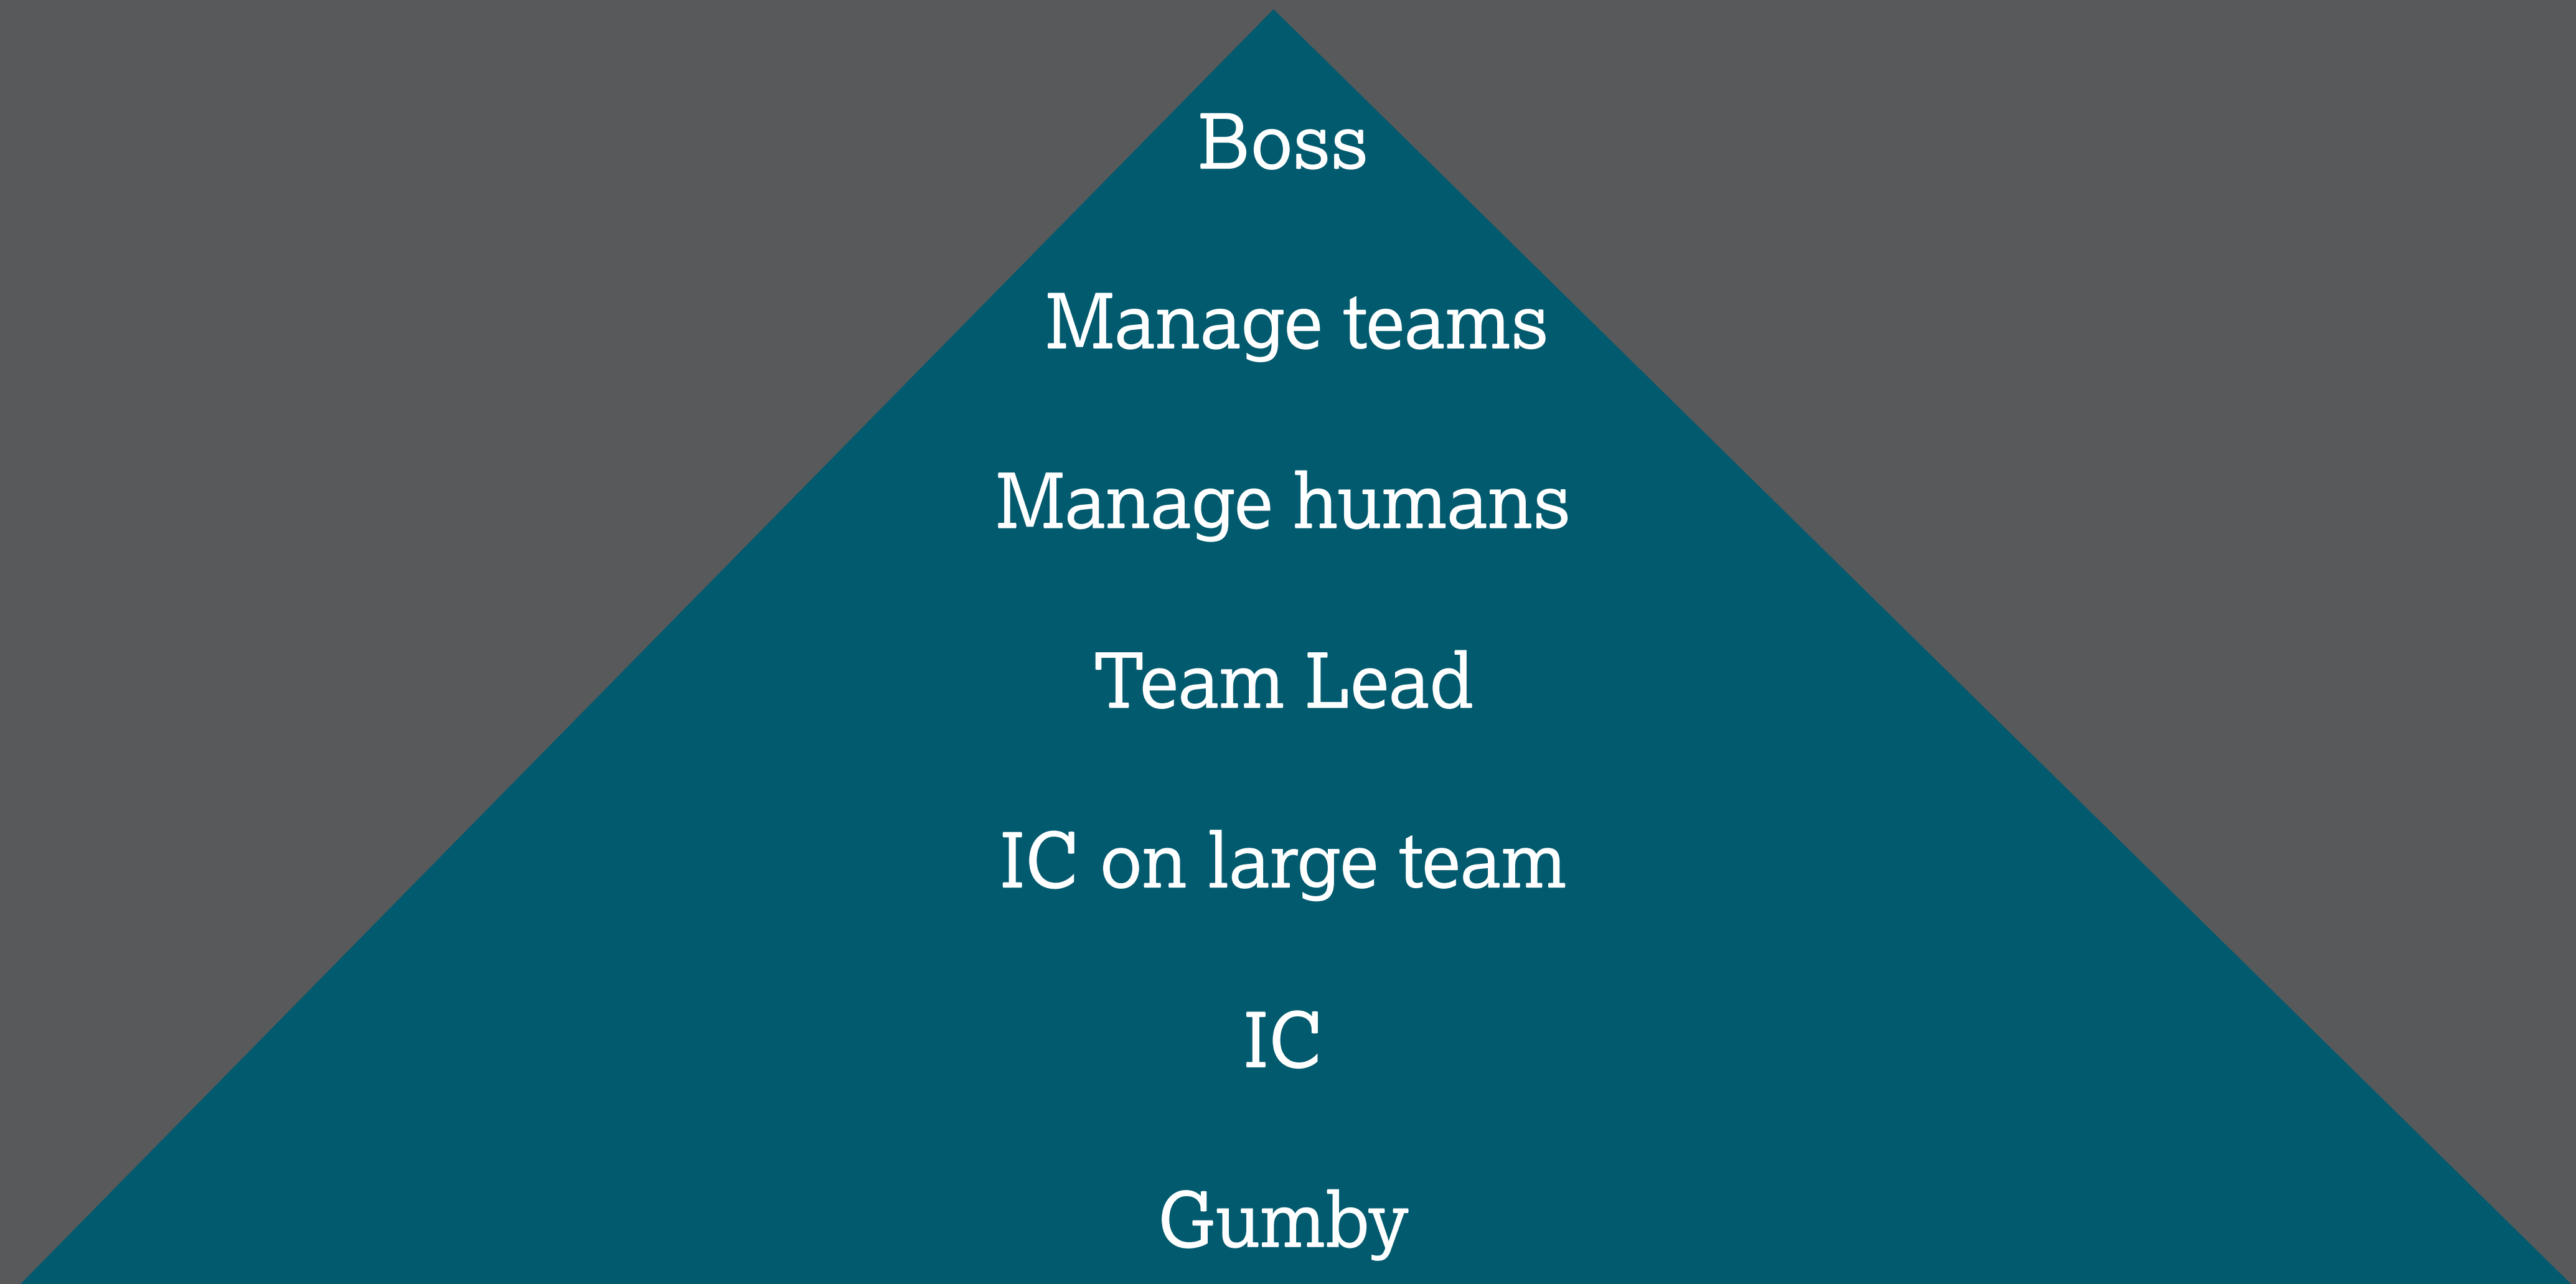 Boss
Manage teams
Manage humans
Team Lead
IC on large team
IC
Gumby